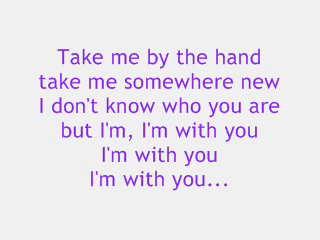 Take me by the hand
take me somewhere new
I don't know who you are
but I'm, I'm with you
I'm with you
I'm with you...